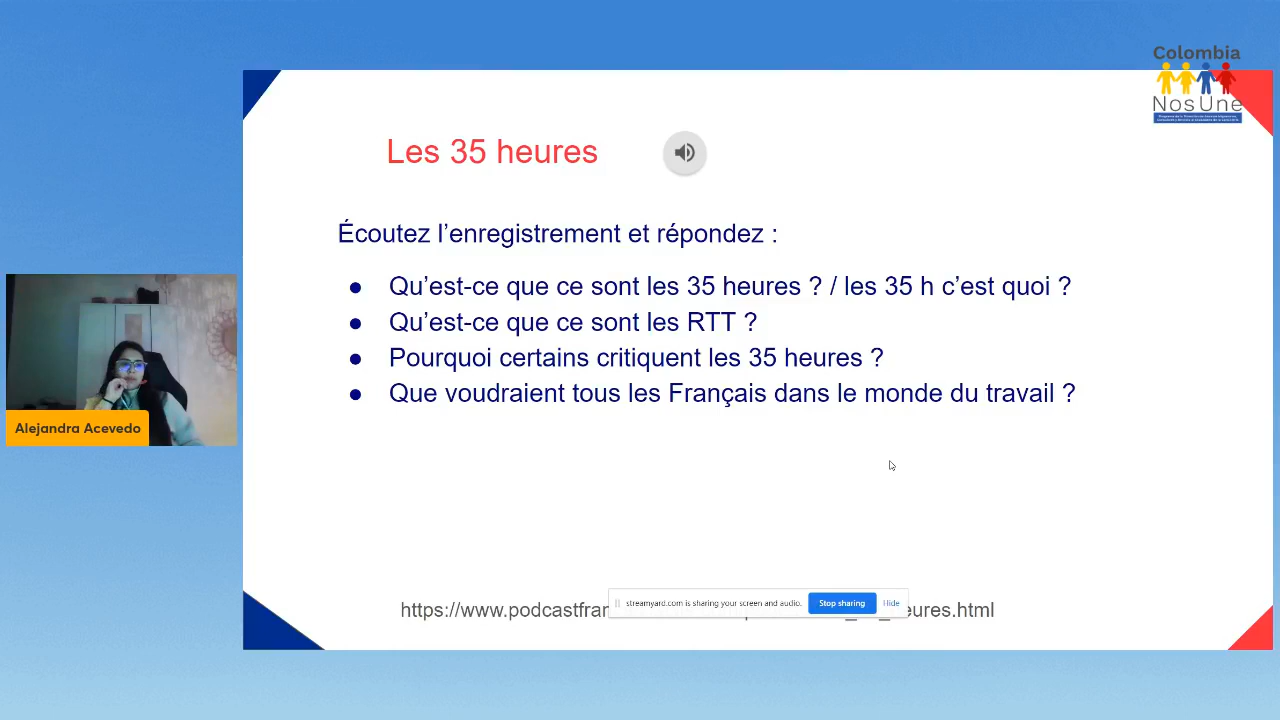 Colombia
NosUne
Les 35 heures
Écoutez l’enregistrement et répondez :
● Qu’est-ce que ce sont les 35 heures ? / les 35 h c’est quoi ?
● Qu’est-ce que ce sont les RTT ?
● Pourquoi certains critiquent les 35 heures ?
● Que voudraient tous les Français dans le monde du travail ?
Alejandra Acevedo
streamyard.com is sharing your screen and audio. Stop sharing Hide
https://www.podcastfran eures.html